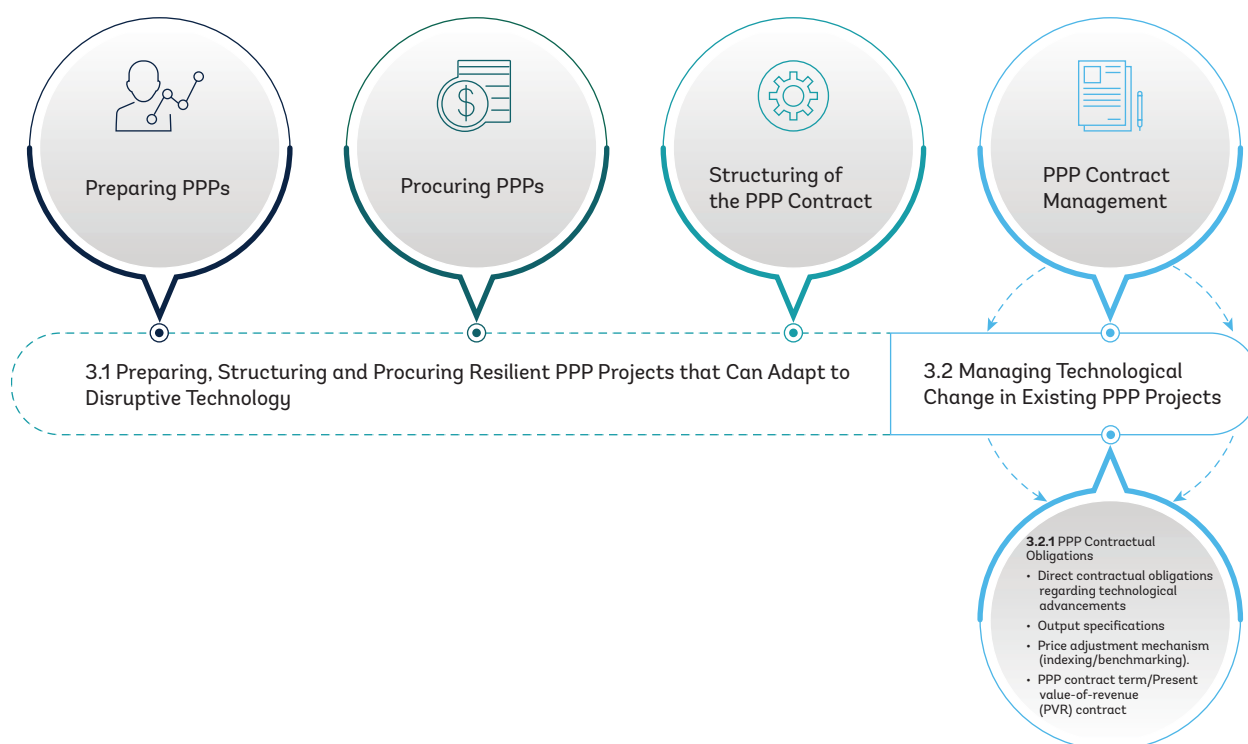 Preparing PPPs
Procuring PPPs
$
Structuring of
the PPP Contract
PPP Contract
Management
3.1 Preparing, Structuring and Procuring Resilient PPP Projects that Can Adapt to
Disruptive Technology
3.2 Managing Technological
Change in Existing PPP Projects
3.2.1 PPP Contractual
Obligations
• Direct contractual obligations
regarding technological
advancements
• Output specifications
• Price adjustment mechanism
(indexing/benchmarking).
• PPP contract term/Present
value-of-revenue
(PVR) contract